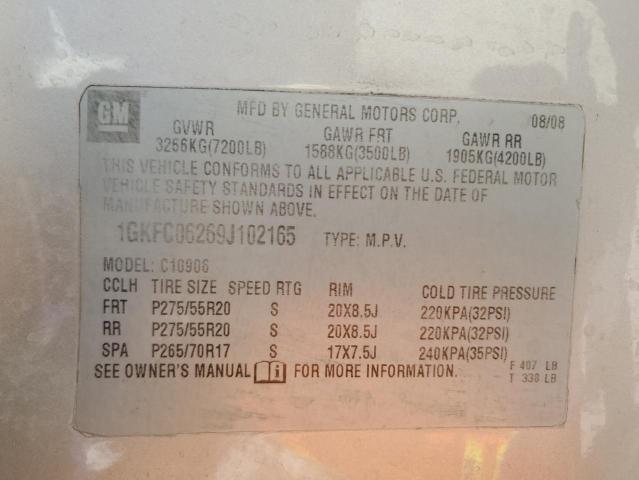 GM
MFD BY GENERAL MOTORS CORP. 08/08
GVWR GAWR FRT GAWR RR
3266KG(7200LB) 1588KG(3500LB) 1905KG(4200LB)
THIS VEHICLE CONFORMS TO ALL APPLICABLE U.S. FEDERAL MOTOR
VEHICLE SAFETY STANDARDS IN EFFECT ON THE DATE OF
MANUFACTURE SHOWN ABOVE.
1GKFC06269J102165 TYPE: M.P.V.
MODEL: C10906
CCLH TIRE SIZE SPEED RTG RIM COLD TIRE PRESSURE
FRT P275/55R20 S 20X8.5J 220KPA(32PSI)
RR P275/55R20 S 20X8.5J 220KPA(32PSI)
SPA P265/70R17 S 17X7.5J 240KPA(35PSI)
SEE OWNER'S MANUAL i FOR MORE INFORMATION.
F 407 LB
T 338 LB